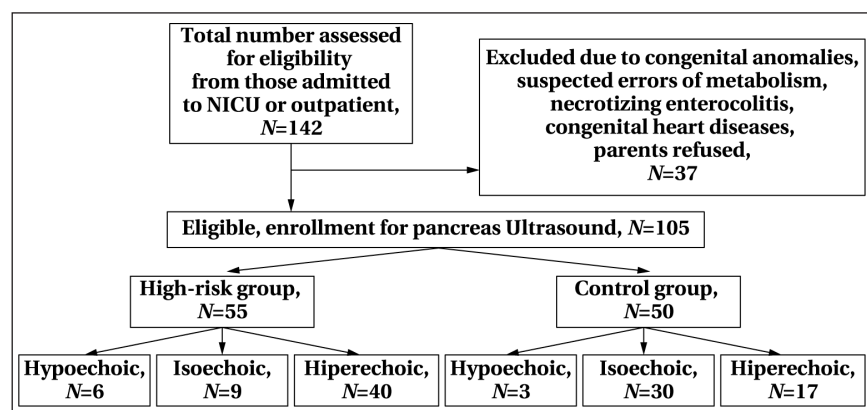 Total number assessed
for eligibility
from those admitted
to NICU or outpatient,
N=142
Excluded due to congenital anomalies,
suspected errors of metabolism,
necrotizing enterocolitis,
congenital heart diseases,
parents refused,
N=37
Eligible, enrollment for pancreas Ultrasound, N=105
High-risk group,
N=55
Control group,
N=50
Hypoechoic,
N=6
Isoechoic,
N=9
Hiperechoic,
N=40
Hypoechoic,
N=3
Isoechoic,
N=30
Hiperechoic,
N=17